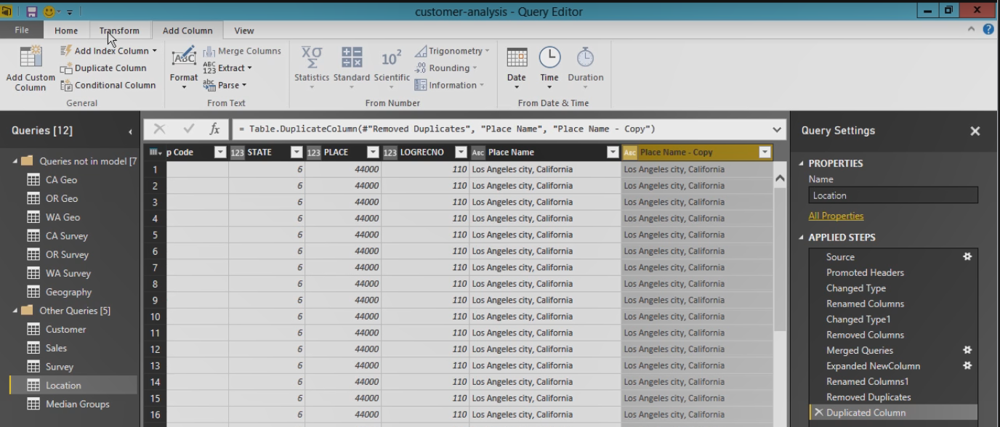 customer-analysis - Query Editor
File Home Transform Add Column View
Add Custom Column
Add Index Column
Duplicate Column
Conditional Column
General
ABC
Format
Merge Columns
ABC 123 Extract
abc Parse
From Text
XΣσ
Statistics
Standard
10²
Scientific
Trigonometry
.00 Rounding
Information
From Number
Date
Time
Duration
From Date & Time
Queries [12]
Queries not in model [7
CA Geo
OR Geo
WA Geo
CA Survey
OR Survey
WA Survey
Geography
Other Queries [5]
Customer
Sales
Survey
Location
Median Groups
fx = Table.DuplicateColumn(#"Removed Duplicates", "Place Name", "Place Name - Copy")
p Code 123 STATE 123 PLACE 123 LOGRECNO ABC Place Name ABC Place Name - Copy
1 6 44000 110 Los Angeles city, California Los Angeles city, California
2 6 44000 110 Los Angeles city, California Los Angeles city, California
3 6 44000 110 Los Angeles city, California Los Angeles city, California
4 6 44000 110 Los Angeles city, California Los Angeles city, California
5 6 44000 110 Los Angeles city, California Los Angeles city, California
6 6 44000 110 Los Angeles city, California Los Angeles city, California
7 6 44000 110 Los Angeles city, California Los Angeles city, California
8 6 44000 110 Los Angeles city, California Los Angeles city, California
9 6 44000 110 Los Angeles city, California Los Angeles city, California
10 6 44000 110 Los Angeles city, California Los Angeles city, California
11 6 44000 110 Los Angeles city, California Los Angeles city, California
12 6 44000 110 Los Angeles city, California Los Angeles city, California
13 6 44000 110 Los Angeles city, California Los Angeles city, California
14 6 44000 110 Los Angeles city, California Los Angeles city, California
15 6 44000 110 Los Angeles city, California Los Angeles city, California
16 6 44000 110 Los Angeles city, California Los Angeles city, California
Query Settings
PROPERTIES
Name
Location
All Properties
APPLIED STEPS
Source
Promoted Headers
Changed Type
Renamed Columns
Changed Type1
Removed Columns
Merged Queries
Expanded NewColumn
Renamed Columns1
Removed Duplicates
Duplicated Column